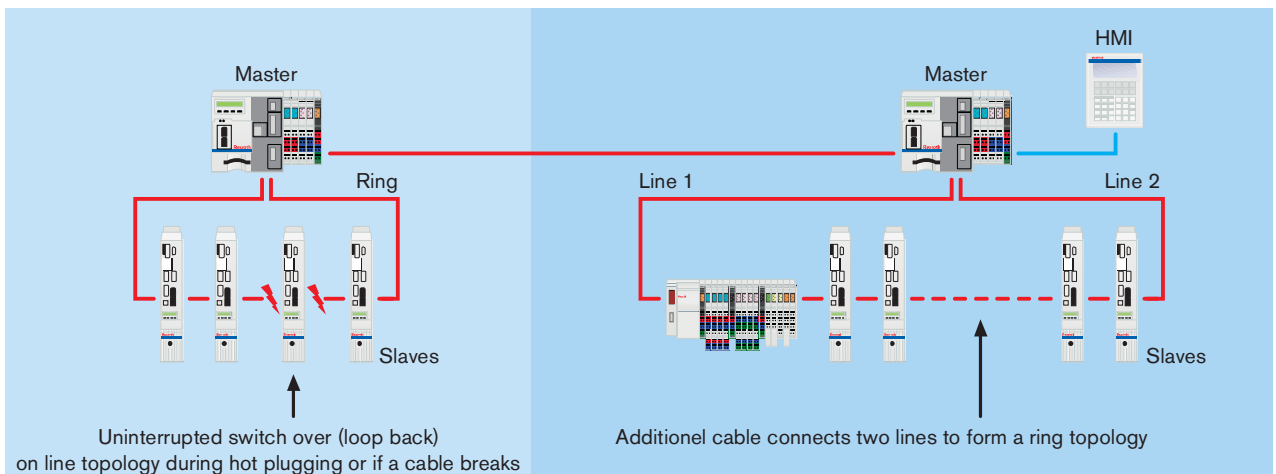 HMI
Master
Master
Ring
Line 1
Line 2
Slaves
Slaves
Uninterrupted switch over (loop back)
on line topology during hot plugging or if a cable breaks
Additionel cable connects two lines to form a ring topology